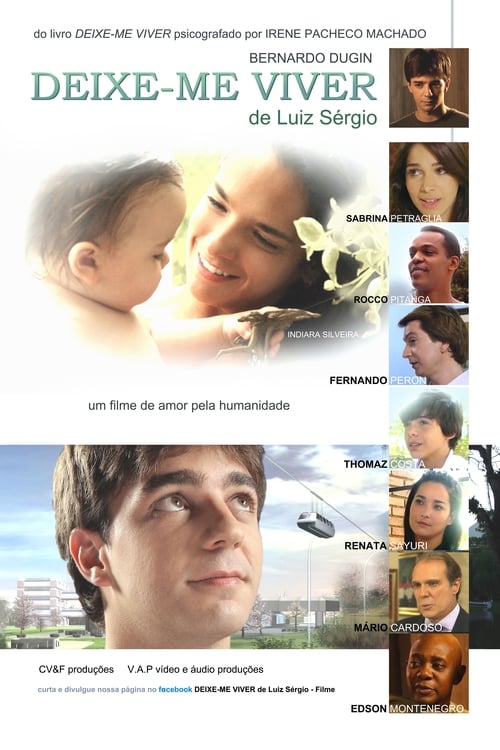 do livro DEIXE-ME VIVER psicografado por IRENE PACHECO MACHADO
BERNARDO DUGIN
DEIXE-ME VIVER
de Luiz Sérgio
SABRINA PETRAGLIA
ROCCO PITANGA
INDIARA SILVEIRA
FERNANDO PERON
um filme de amor pela humanidade
THOMAZ COSTA
RENATA SAYURI
MÁRIO CARDOSO
CV&F produções V.A.P vídeo e áudio produções
curta e divulgue nossa página no facebook DEIXE-ME VIVER de Luiz Sérgio - Filme
EDSON MONTENEGRO